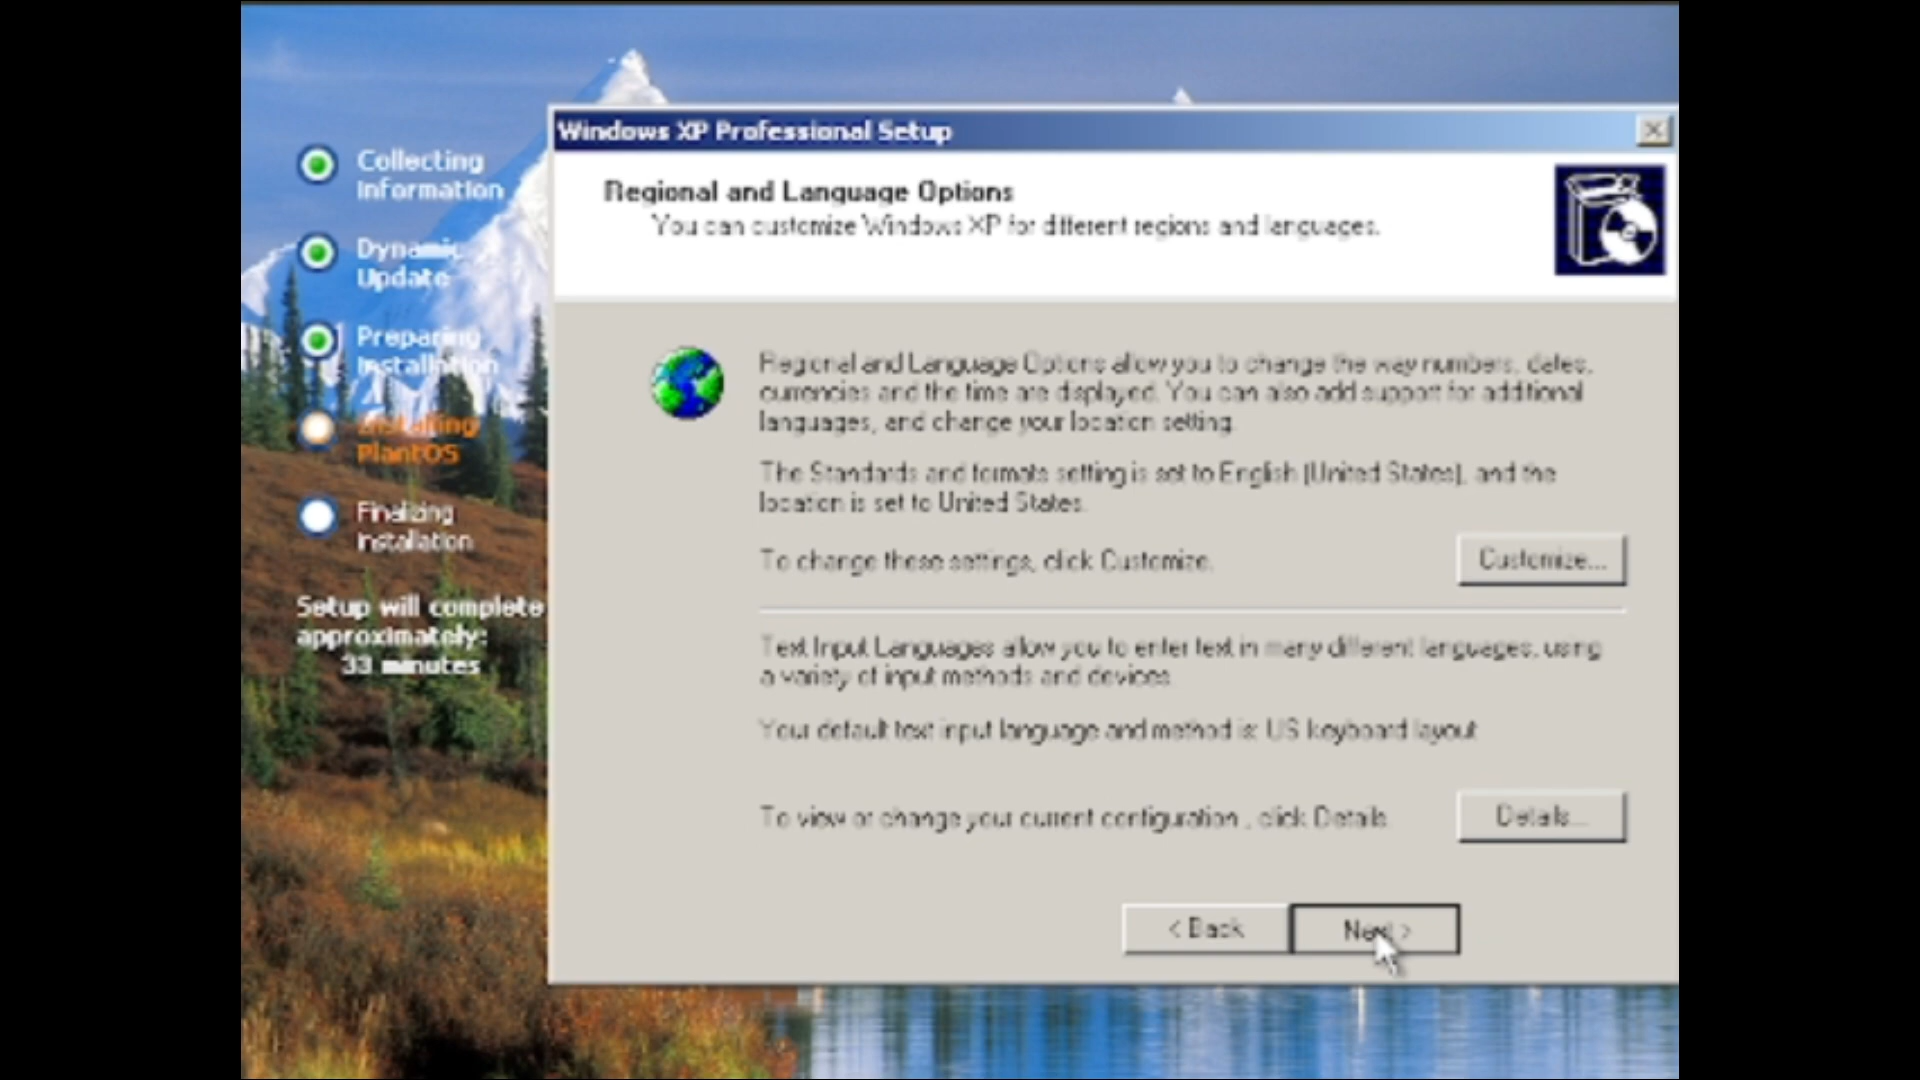 Collecting
Information
Dynamic
Update
Preparing
Installation
Installing
PlantOS
Finalizing
Installation
Setup will complete
approximately:
33 minutes
Windows XP Professional Setup
Regional and Language Options
You can customize Windows XP for different regions and languages.
Regional and Language Options allow you to change the way numbers, dates,
currencies and the time are displayed. You can also add support for additional
languages, and change your location setting.
The Standards and formats setting is set to English (United States), and the
location is set to United States.
To change these settings, click Customize.
Customize...
Text Input Languages allow you to enter text in many different languages, using
a variety of input methods and devices.
Your default text input language and method is: US keyboard layout
To view or change your current configuration , click Details.
Details...
< Back
Next >